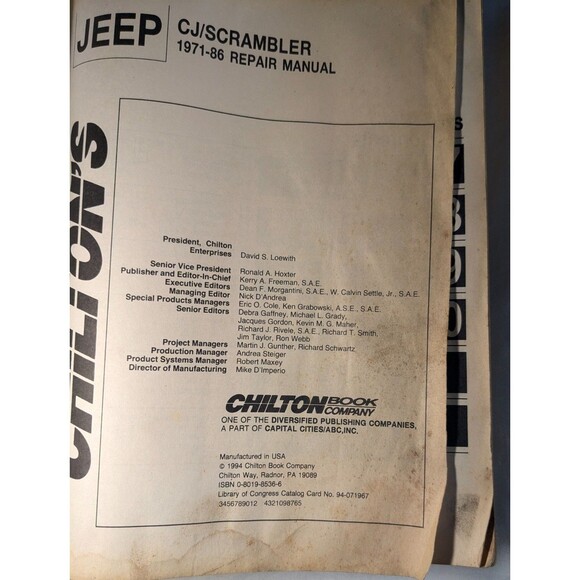 JEEP
CJ/SCRAMBLER
1971-86 REPAIR MANUAL
CHILTON'S
President, Chilton
Enterprises David S. Loewith
Senior Vice President Ronald A. Hoxter
Publisher and Editor-In-Chief Kerry A. Freeman, S.A.E.
Executive Editors Dean F. Morgantini, S.A.E., W. Calvin Settle, Jr., S.A.E.
Managing Editor Nick D'Andrea
Special Products Managers Eric O. Cole, Ken Grabowski, A.S.E., S.A.E.
Senior Editors Debra Gaffney, Michael L. Grady,
Jacques Gordon, Kevin M. G. Maher,
Richard J. Rivele, S.A.E., Richard T. Smith,
Jim Taylor, Ron Webb
Project Managers Martin J. Gunther, Richard Schwartz
Production Manager Andrea Steiger
Product Systems Manager Robert Maxey
Director of Manufacturing Mike D'Imperio
CHILTON BOOK
COMPANY
ONE OF THE DIVERSIFIED PUBLISHING COMPANIES,
A PART OF CAPITAL CITIES/ABC, INC.
Manufactured in USA
© 1994 Chilton Book Company
Chilton Way, Radnor, PA 19089
ISBN 0-8019-8536-6
Library of Congress Catalog Card No. 94-071967
3456789012 4321098765